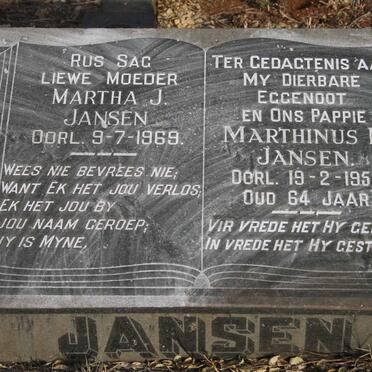 RUS SAG
LIEWE MOEDER
MARTHA J.
JANSEN
OORL. 9-7-1969.
WEES NIE BEVREES NIE;
WANT EK HET JOU VERLOS;
EK HET JOU BY
JOU NAAM GEROEP;
JY IS MYNE.
TER GEDAGTENIS AA
MY DIERBARE
EGGENOOT
EN ONS PAPPIE
MARTHINUS
JANSEN.
OORL. 19-2-195
OUD 64 JAAR
VIR VREDE HET HY GE
IN VREDE HET HY GEST
JANSEN